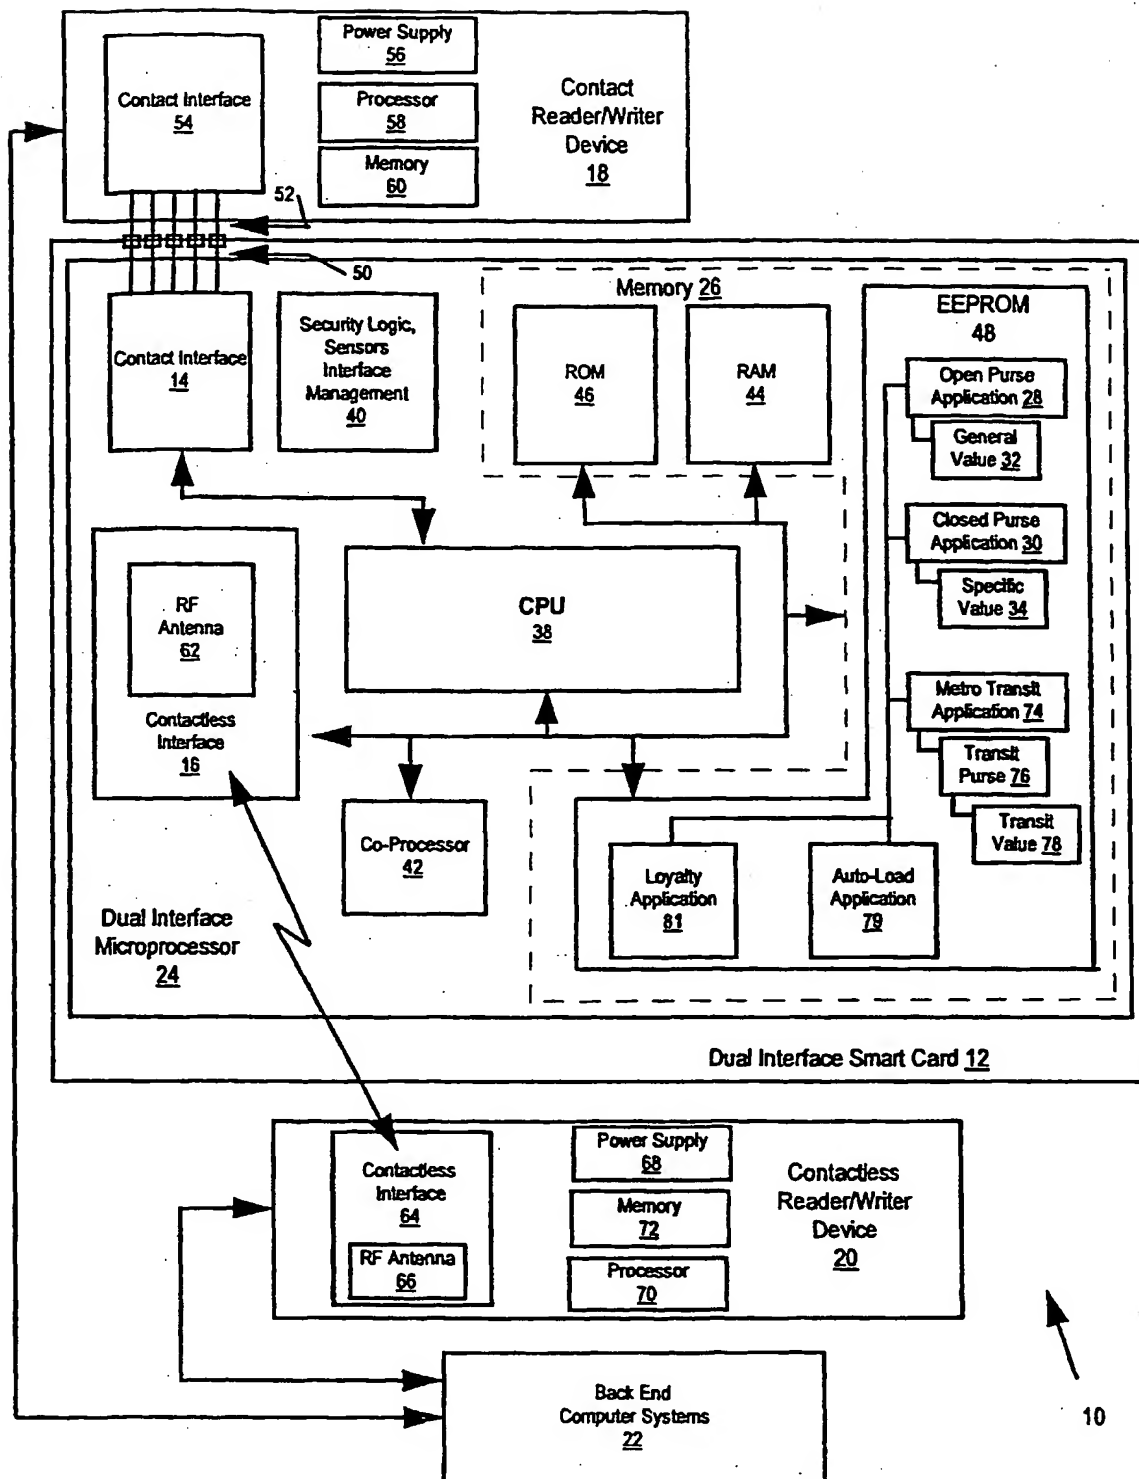 Power Supply
56
Contact Interface
54
Processor
58
Memory
60
Contact
Reader/Writer
Device
18
52
50
Contact Interface
14
Security Logic,
Sensors
Interface
Management
40
Memory 26
ROM
46
RAM
44
EEPROM
48
Open Purse
Application 28
General
Value 32
Closed Purse
Application 30
Specific
Value 34
Metro Transit
Application 74
Transit
Purse 76
Transit
Value 78
RF
Antenna
62
Contactless
Interface
16
CPU
38
Co-Processor
42
Loyalty
Application
81
Auto-Load
Application
79
Dual Interface
Microprocessor
24
Dual Interface Smart Card 12
Contactless
Interface
64
RF Antenna
66
Power Supply
68
Memory
72
Processor
70
Contactless
Reader/Writer
Device
20
Back End
Computer Systems
22
10